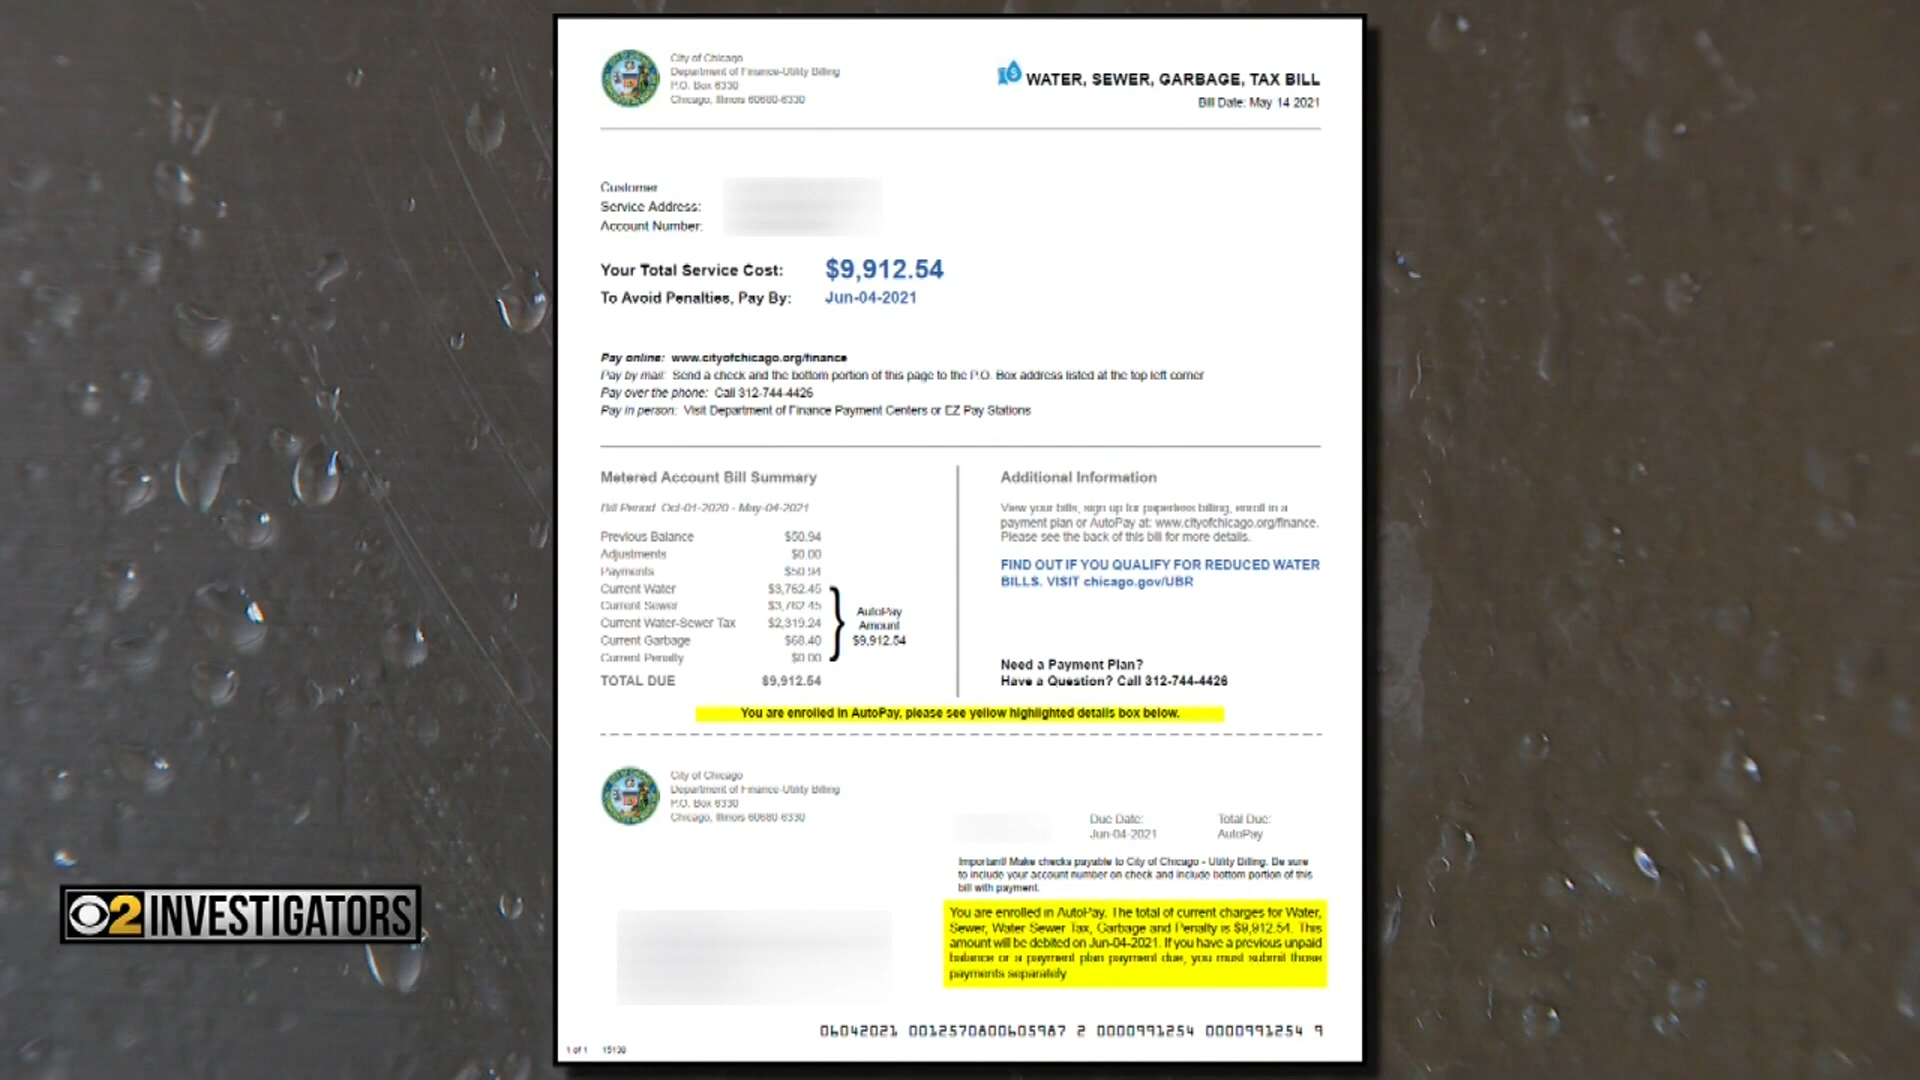 City of Chicago
Department of Finance-Utility Billing
P.O. Box 6330
Chicago, Illinois 60680-6330
WATER, SEWER, GARBAGE, TAX BILL
Bill Date: May 14 2021
Customer
Service Address:
Account Number:
Your Total Service Cost: $9,912.54
To Avoid Penalties, Pay By: Jun-04-2021
Pay online: www.cityofchicago.org/finance
Pay by mail: Send a check and the bottom portion of this page to the P.O. Box address listed at the top left corner
Pay over the phone: Call 312-744-4426
Pay in person: Visit Department of Finance Payment Centers or EZ Pay Stations
Metered Account Bill Summary
Bill Period Oct-01-2020 - May-04-2021
Previous Balance $50.94
Adjustments $0.00
Payments $50.94
Current Water $3,762.45
Current Sewer $3,762.45
Current Water-Sewer Tax $2,319.24
Current Garbage $68.40
Current Penalty $0.00
TOTAL DUE $9,912.54
AutoPay
Amount
$9,912.54
Additional Information
View your bills, sign up for paperless billing, enroll in a
payment plan or AutoPay at: www.cityofchicago.org/finance.
Please see the back of this bill for more details.
FIND OUT IF YOU QUALIFY FOR REDUCED WATER
BILLS. VISIT chicago.gov/UBR
Need a Payment Plan?
Have a Question? Call 312-744-4426
You are enrolled in AutoPay, please see yellow highlighted details box below.
City of Chicago
Department of Finance-Utility Billing
P.O. Box 6330
Chicago, Illinois 60680-6330
Due Date: Total Due:
Jun-04-2021 AutoPay
Important! Make checks payable to City of Chicago - Utility Billing. Be sure
to include your account number on check and include bottom portion of this
bill with payment.
You are enrolled in AutoPay. The total of current charges for Water,
Sewer, Water Sewer Tax, Garbage and Penalty is $9,912.54. This
amount will be debited on Jun-04-2021. If you have a previous unpaid
balance or a payment plan payment due, you must submit those
payments separately
06042021 0012570800605987 2 0000991254 0000991254 9
1 of 1 15139
2 INVESTIGATORS